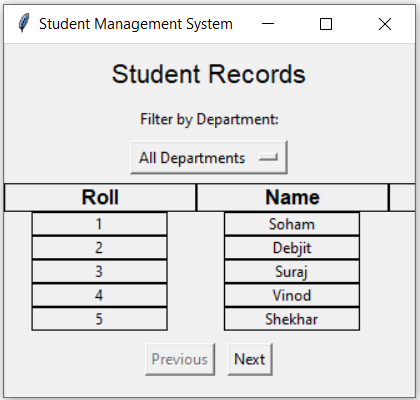 Student Management System
Student Records
Filter by Department:
All Departments
Roll Name
1 Soham
2 Debjit
3 Suraj
4 Vinod
5 Shekhar
Previous Next